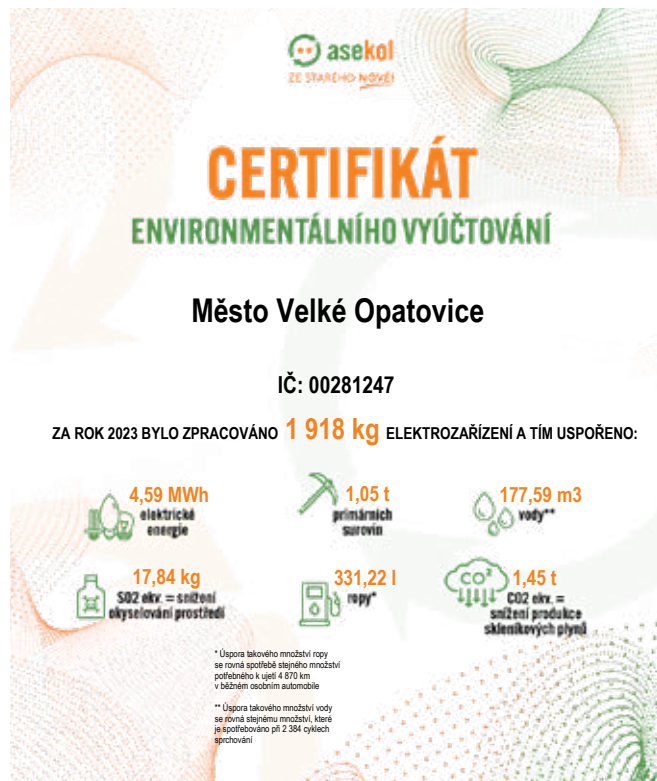 asekol
ZE STARÉHO NOVÉ!
CERTIFIKÁT
ENVIRONMENTÁLNÍHO VYÚČTOVÁNÍ
Město Velké Opatovice
IČ: 00281247
ZA ROK 2023 BYLO ZPRACOVÁNO 1 918 kg ELEKTROZAŘÍZENÍ A TÍM USPOŘENO:
4,59 MWh
elektrické
energie
1,05 t
primárních
surovin
177,59 m3
vody**
17,84 kg
SO2 ekv. = snížení
okyselování prostředí
331,22 l
ropy*
CO2
1,45 t
CO2 ekv. =
snížení produkce
skleníkových plynů
* Úspora takového množství ropy
se rovná spotřebě stejného množství
potřebného k ujetí 4 870 km
v běžném osobním automobile
** Úspora takového množství vody
se rovná stejnému množství, které
je spotřebováno při 2 384 cyklech
sprchování